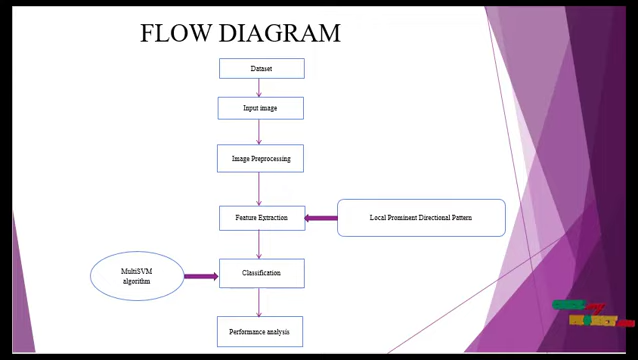 FLOW DIAGRAM
Dataset
Input image
Image Preprocessing
Feature Extraction
Local Prominent Directional Pattern
MultiSVM
algorithm
Classification
Performance analysis